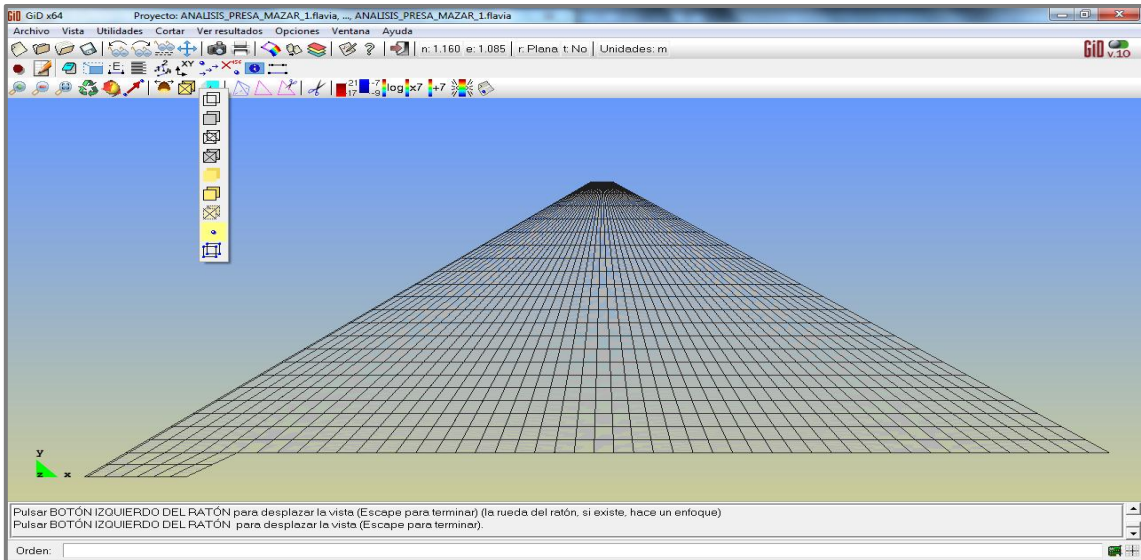 GiD x64 Proyecto: ANALISIS_PRESA_MAZAR_1.flavia, ..., ANALISIS_PRESA_MAZAR_1.flavia
Archivo Vista Utilidades Cortar Ver resultados Opciones Ventana Ayuda
n: 1.160 e: 1.085 r: Plana t: No Unidades: m
GiD v.10
log x7 +7
y
z x
Pulsar BOTÓN IZQUIERDO DEL RATÓN para desplazar la vista (Escape para terminar) (la rueda del ratón, si existe, hace un enfoque)
Pulsar BOTÓN IZQUIERDO DEL RATÓN para desplazar la vista (Escape para terminar).
Orden: